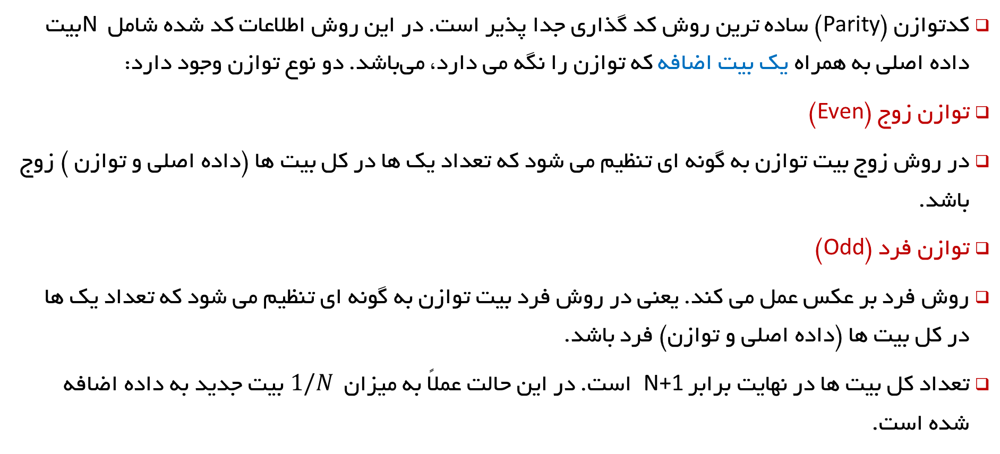 ❑ کدتوازن (Parity) ساده ترین روش کد گذاری جدا پذیر است. در این روش اطلاعات کد شده شامل Nبیت
داده اصلی به همراه یک بیت اضافه که توازن را نگه می دارد، می‌باشد. دو نوع توازن وجود دارد:
❑ توازن زوج (Even)
❑ در روش زوج بیت توازن به گونه ای تنظیم می شود که تعداد یک ها در کل بیت ها (داده اصلی و توازن ) زوج
باشد.
❑ توازن فرد (Odd)
❑ روش فرد بر عکس عمل می کند. یعنی در روش فرد بیت توازن به گونه ای تنظیم می شود که تعداد یک ها
در کل بیت ها (داده اصلی و توازن) فرد باشد.
❑ تعداد کل بیت ها در نهایت برابر N+1 است. در این حالت عملاً به میزان 1/N بیت جدید به داده اضافه
شده است.